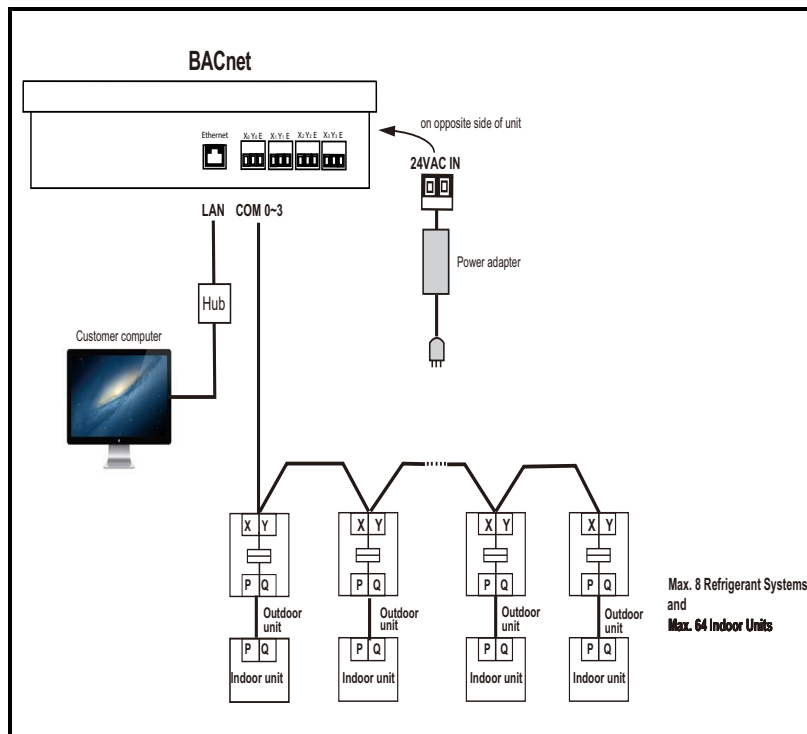 BACnet
on opposite side of unit
Ethernet
X₀ Y₀ E X₁ Y₁ E X₂ Y₂ E X₃ Y₃ E
24VAC IN
LAN COM 0~3
Power adapter
Hub
Customer computer
X Y X Y X Y X Y
P Q P Q P Q P Q
Max. 8 Refrigerant Systems
and
Max. 64 Indoor Units
Outdoor unit
Outdoor unit
Outdoor unit
Outdoor unit
P Q P Q P Q P Q
Indoor unit Indoor unit Indoor unit Indoor unit